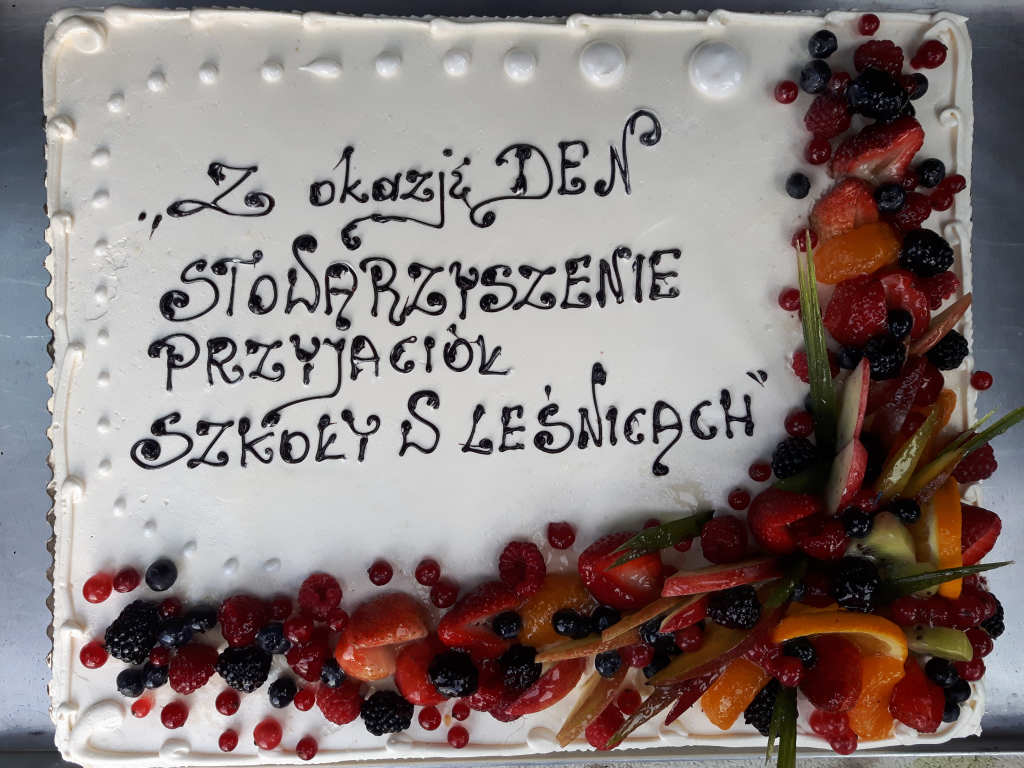 „Z okazji DEN
STOWARZYSZENIE
PRZYJACIÓŁ
SZKOŁY S LEŚNICACH”